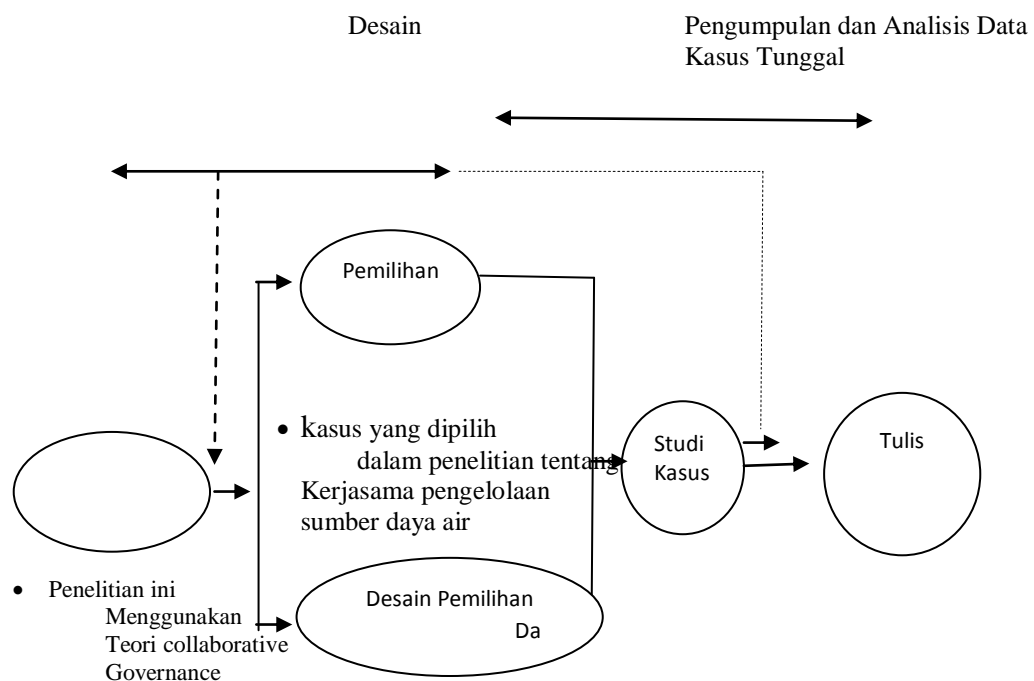 Desain
Pengumpulan dan Analisis Data
Kasus Tunggal
Pemilihan
• kasus yang dipilih
dalam penelitian tentang
Kerjasama pengelolaan
sumber daya air
Studi
Kasus
Tulis
• Penelitian ini
Menggunakan
Teori collaborative
Governance
Desain Pemilihan
Da